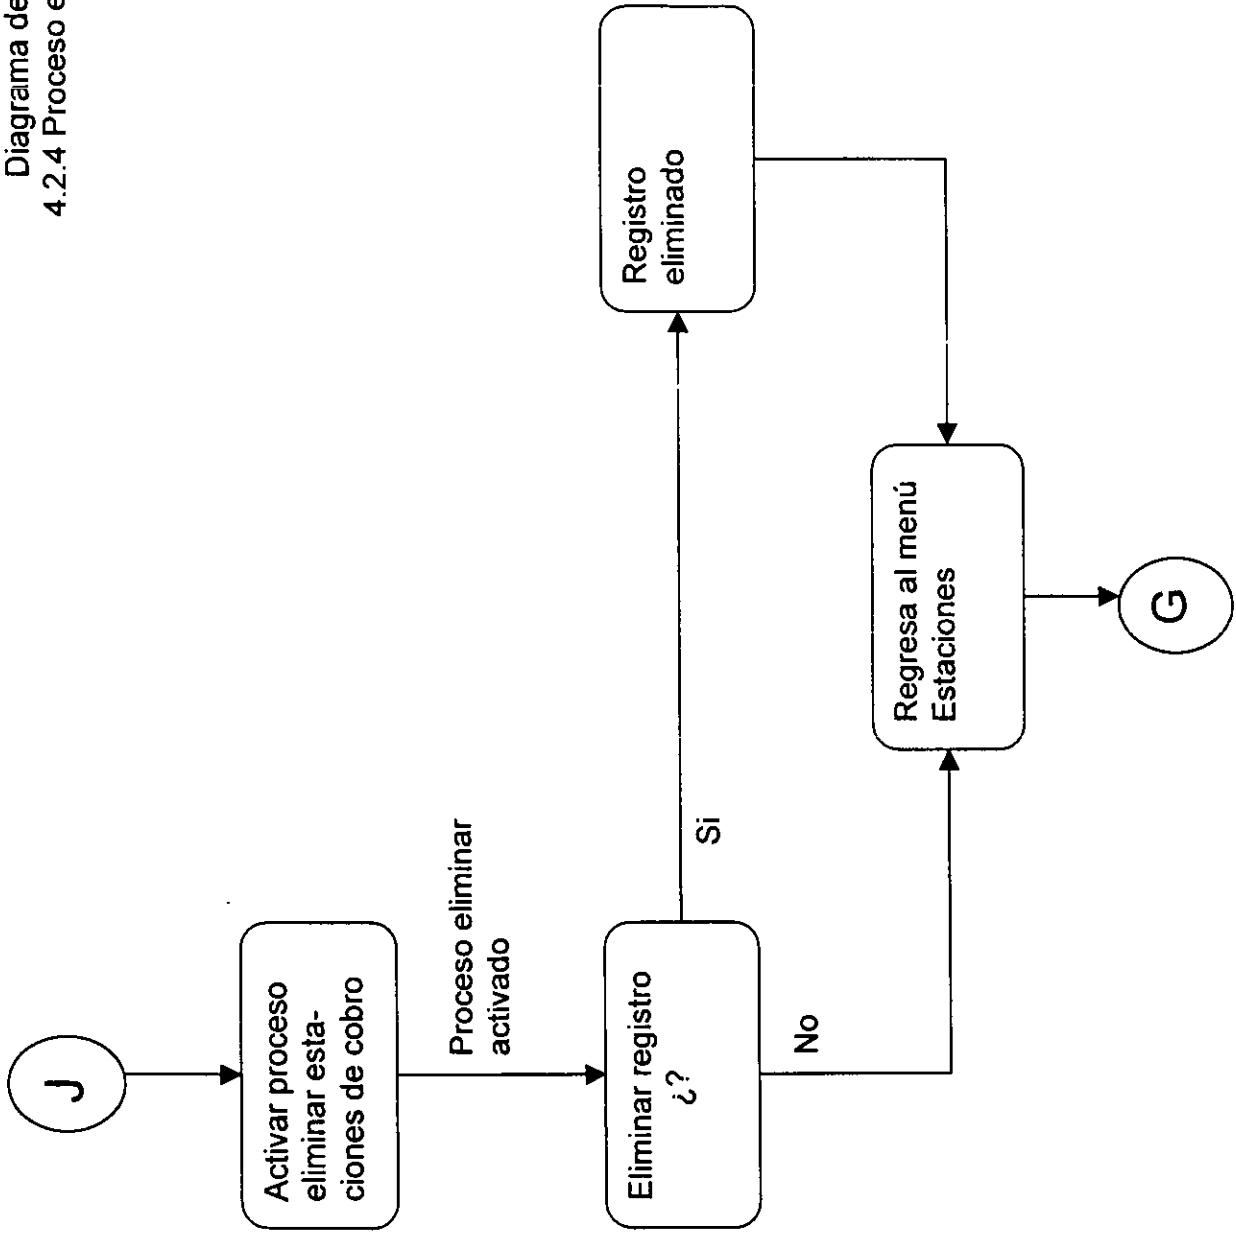 Diagrama de
4.2.4 Proceso
J
Activar proceso
eliminar esta-
ciones de cobro
Proceso eliminar
activado
Eliminar registro
¿?
Si
No
Registro
eliminado
Regresa al menú
Estaciones
G